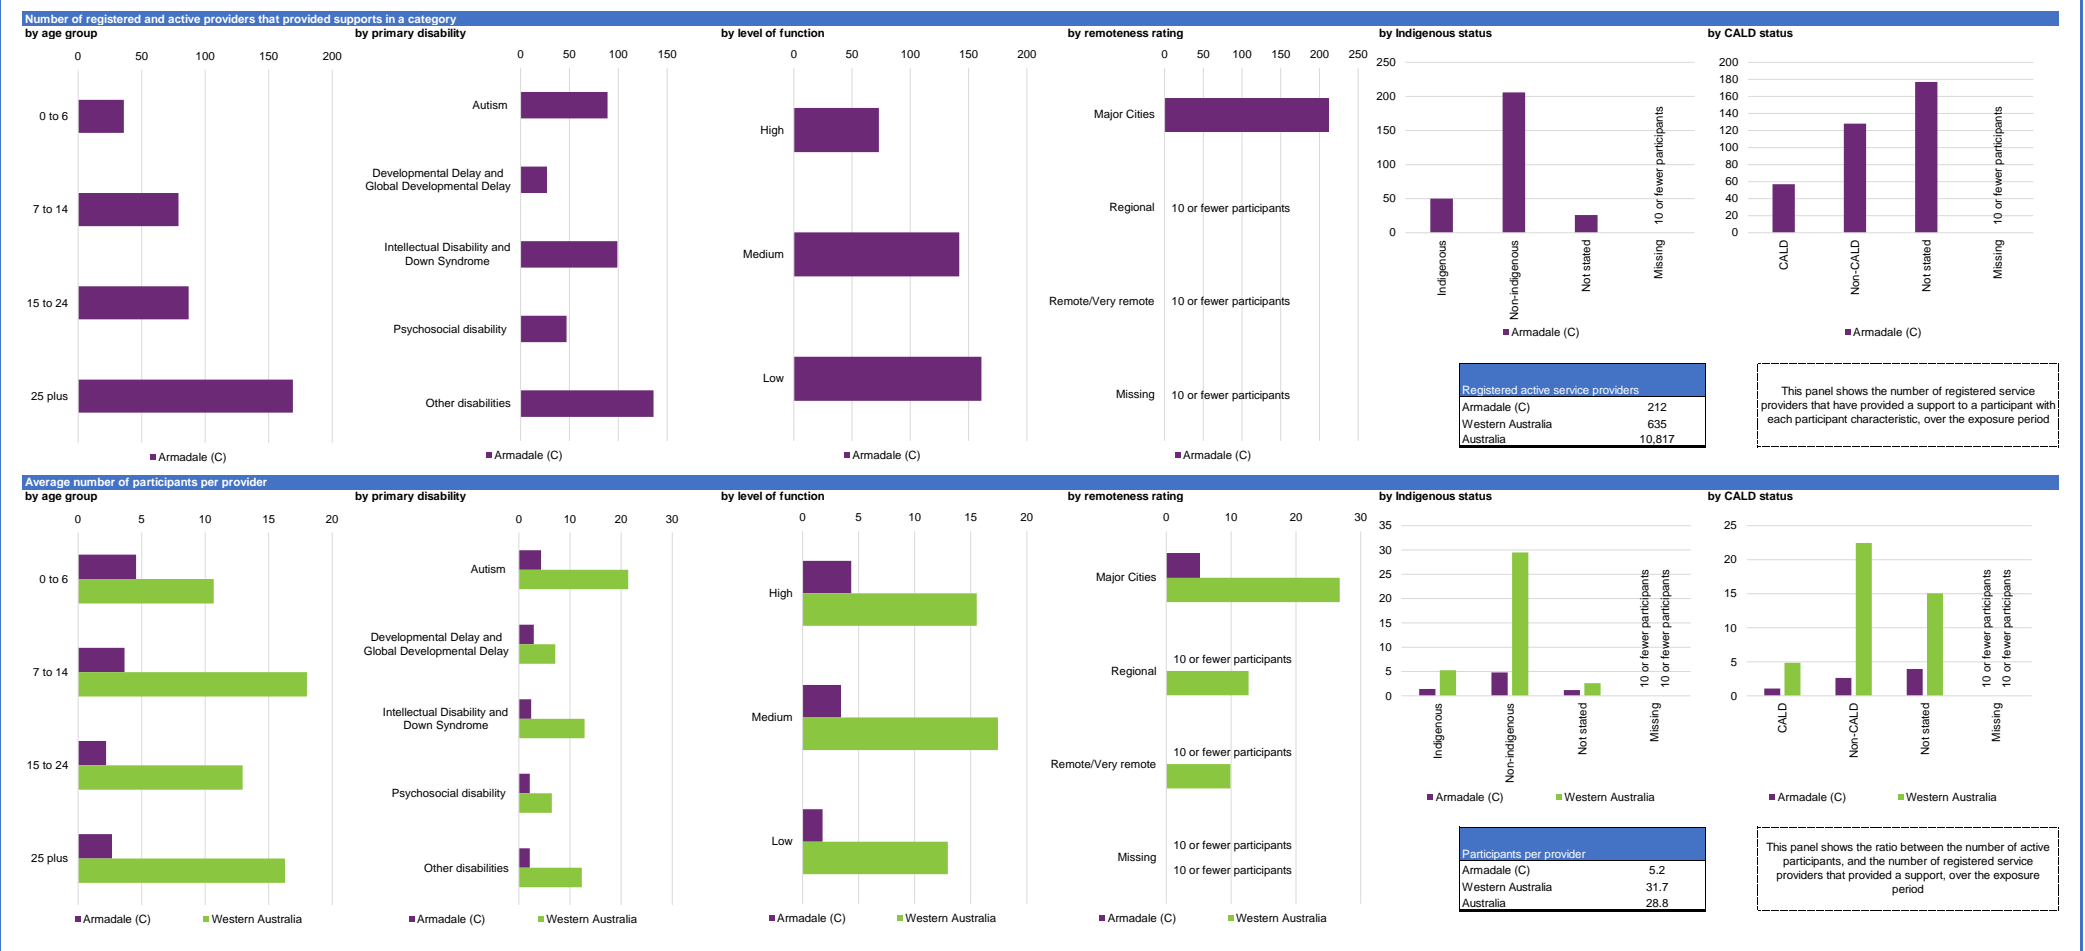 Number of registered and active providers that provided supports in a category
by age group
0 50 100 150 200
0 to 6
7 to 14
15 to 24
25 plus
Armadale (C)
by primary disability
0 50 100 150
Autism
Developmental Delay and
Global Developmental Delay
Intellectual Disability and
Down Syndrome
Psychosocial disability
Other disabilities
Armadale (C)
by level of function
0 50 100 150 200
High
Medium
Low
Armadale (C)
by remoteness rating
0 50 100 150 200 250
Major Cities
Regional 10 or fewer participants
Remote/Very remote 10 or fewer participants
Missing 10 or fewer participants
Armadale (C)
by Indigenous status
250
200
150
100
50
0
10 or fewer participants
Indigenous
Non-indigenous
Not stated
Missing
Armadale (C)
by CALD status
200
180
160
140
120
100
80
60
40
20
0
10 or fewer participants
CALD
Non-CALD
Not stated
Missing
Armadale (C)
Registered active service providers
Armadale (C) 212
Western Australia 635
Australia 10,817
This panel shows the number of registered service
providers that have provided a support to a participant with
each participant characteristic, over the exposure period
Average number of participants per provider
by age group
0 5 10 15 20
0 to 6
7 to 14
15 to 24
25 plus
Armadale (C) Western Australia
by primary disability
0 5 10 20 30
Autism
Developmental Delay and
Global Developmental Delay
Intellectual Disability and
Down Syndrome
Psychosocial disability
Other disabilities
Armadale (C) Western Australia
by level of function
0 5 10 15 20
High
Medium
Low
Armadale (C) Western Australia
by remoteness rating
0 10 20 30
Major Cities
10 or fewer participants
Regional
10 or fewer participants
Remote/Very remote
10 or fewer participants
Missing
10 or fewer participants
Armadale (C) Western Australia
by Indigenous status
35
30
25
20
15
10
5
0
10 or fewer participants
10 or fewer participants
Indigenous
Non-indigenous
Not stated
Missing
Armadale (C) Western Australia
by CALD status
25
20
15
10
5
0
10 or fewer participants
10 or fewer participants
CALD
Non-CALD
Not stated
Missing
Armadale (C) Western Australia
Participants per provider
Armadale (C) 5.2
Western Australia 31.7
Australia 28.8
This panel shows the ratio between the number of active
participants, and the number of registered service
providers that provided a support, over the exposure
period